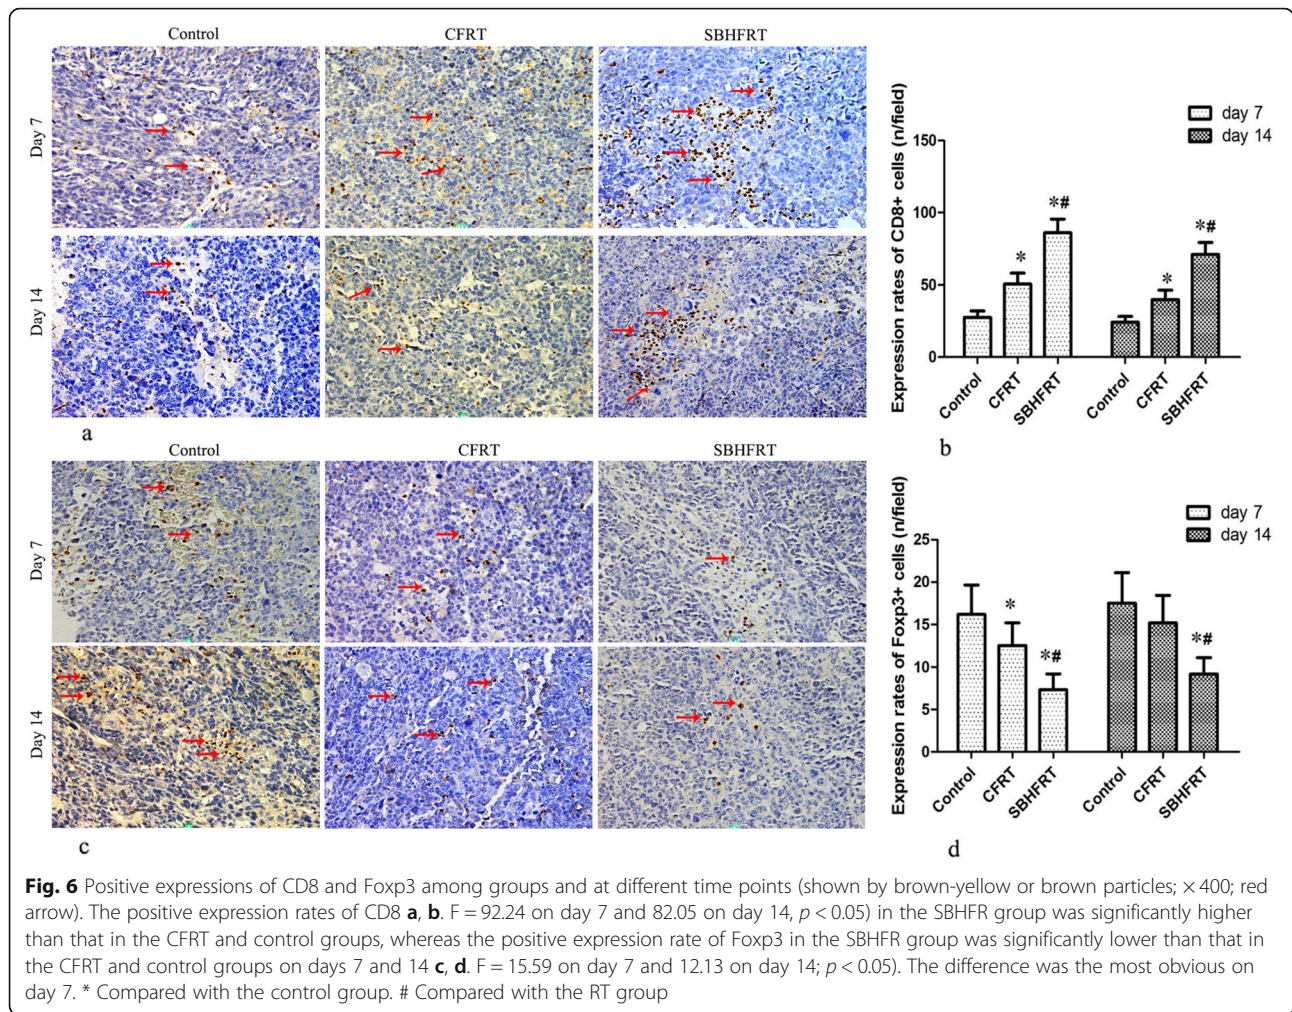 Control CFRT SBHFRT
Day 7
Day 14
a
Expression rates of CD8+ cells (n/field)
day 7
day 14
150
100
50
0
* *# * *#
Control CFRT SBHFRT Control CFRT SBHFRT
b
Control CFRT SBHFRT
Day 7
Day 14
c
Expression rates of Foxp3+ cells (n/field)
day 7
day 14
25
20
15
10
5
0
* *# *#
Control CFRT SBHFRT Control CFRT SBHFRT
d
Fig. 6 Positive expressions of CD8 and Foxp3 among groups and at different time points (shown by brown-yellow or brown particles; × 400; red
arrow). The positive expression rates of CD8 a, b. F = 92.24 on day 7 and 82.05 on day 14, p < 0.05) in the SBHFR group was significantly higher
than that in the CFRT and control groups, whereas the positive expression rate of Foxp3 in the SBHFR group was significantly lower than that in
the CFRT and control groups on days 7 and 14 c, d. F = 15.59 on day 7 and 12.13 on day 14; p < 0.05). The difference was the most obvious on
day 7. * Compared with the control group. # Compared with the RT group